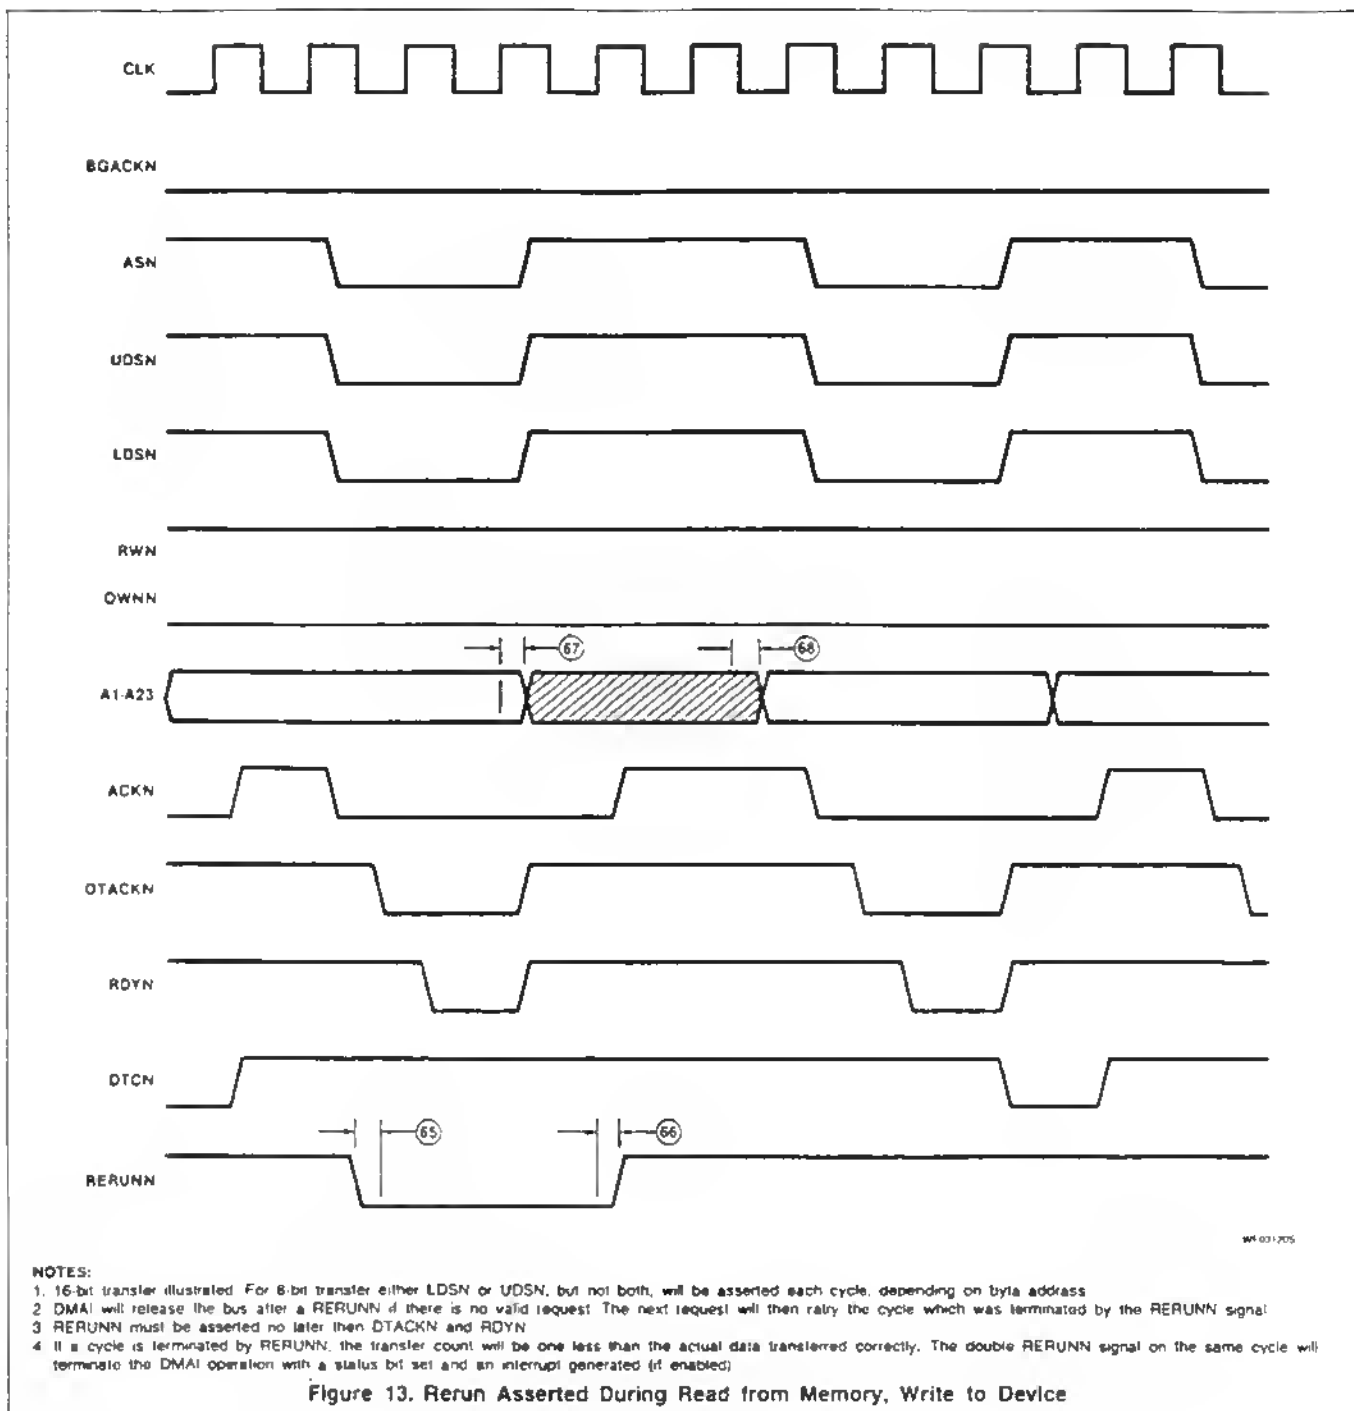 CLK
BGACKN
ASN
UDSN
LDSN
RWN
OWNN
67
68
A1-A23
ACKN
DTACKN
RDYN
DTCN
65
66
RERUNN
NOTES:
1. 16-bit transfer illustrated. For 8-bit transfer either LDSN or UDSN, but not both, will be asserted each cycle, depending on byte address
2 DMAI will release the bus after a RERUNN if there is no valid request The next request will then retry the cycle which was terminated by the RERUNN signal
3 RERUNN must be asserted no later then DTACKN and RDYN
4 If a cycle is terminated by RERUNN, the transfer count will be one less than the actual data transferred correctly. The double RERUNN signal on the same cycle will
terminate the DMAI operation with a status bit set and an interrupt generated (if enabled)
Figure 13. Rerun Asserted During Read from Memory, Write to Device